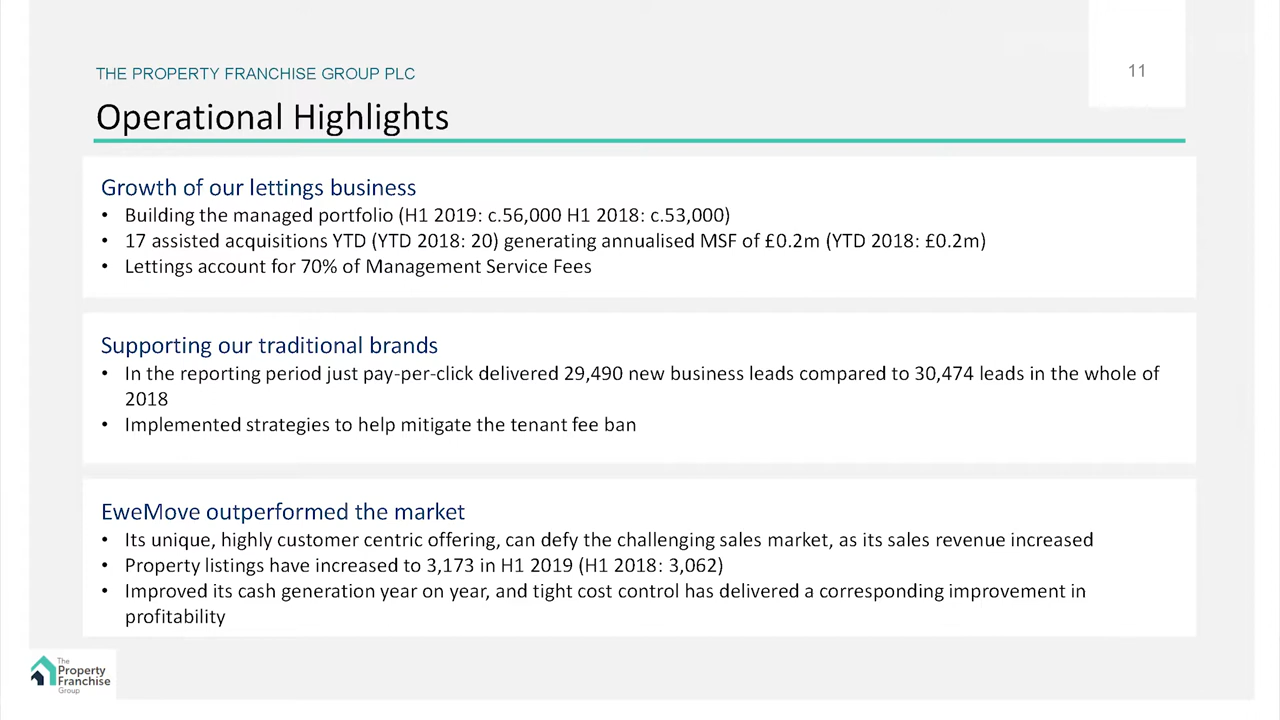 THE PROPERTY FRANCHISE GROUP PLC
11
Operational Highlights
Growth of our lettings business
• Building the managed portfolio (H1 2019: c.56,000 H1 2018: c.53,000)
• 17 assisted acquisitions YTD (YTD 2018: 20) generating annualised MSF of £0.2m (YTD 2018: £0.2m)
• Lettings account for 70% of Management Service Fees
Supporting our traditional brands
• In the reporting period just pay-per-click delivered 29,490 new business leads compared to 30,474 leads in the whole of
2018
• Implemented strategies to help mitigate the tenant fee ban
EweMove outperformed the market
• Its unique, highly customer centric offering, can defy the challenging sales market, as its sales revenue increased
• Property listings have increased to 3,173 in H1 2019 (H1 2018: 3,062)
• Improved its cash generation year on year, and tight cost control has delivered a corresponding improvement in
profitability
The
Property
Franchise
Group